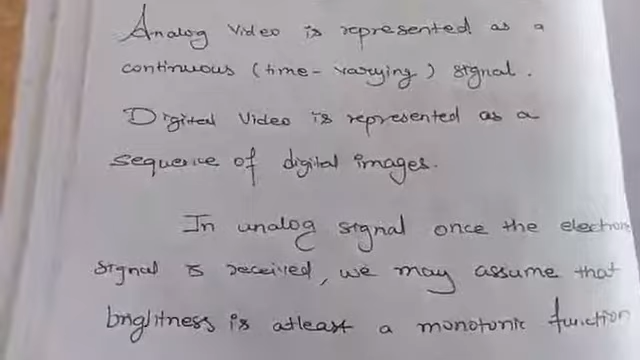 Analog video is represented as a
continuous (time-varying) signal.
Digital video is represented as a
sequence of digital images.
In analog signal once the electron
signal is received, we may assume that
brightness is atleast a monotonic function